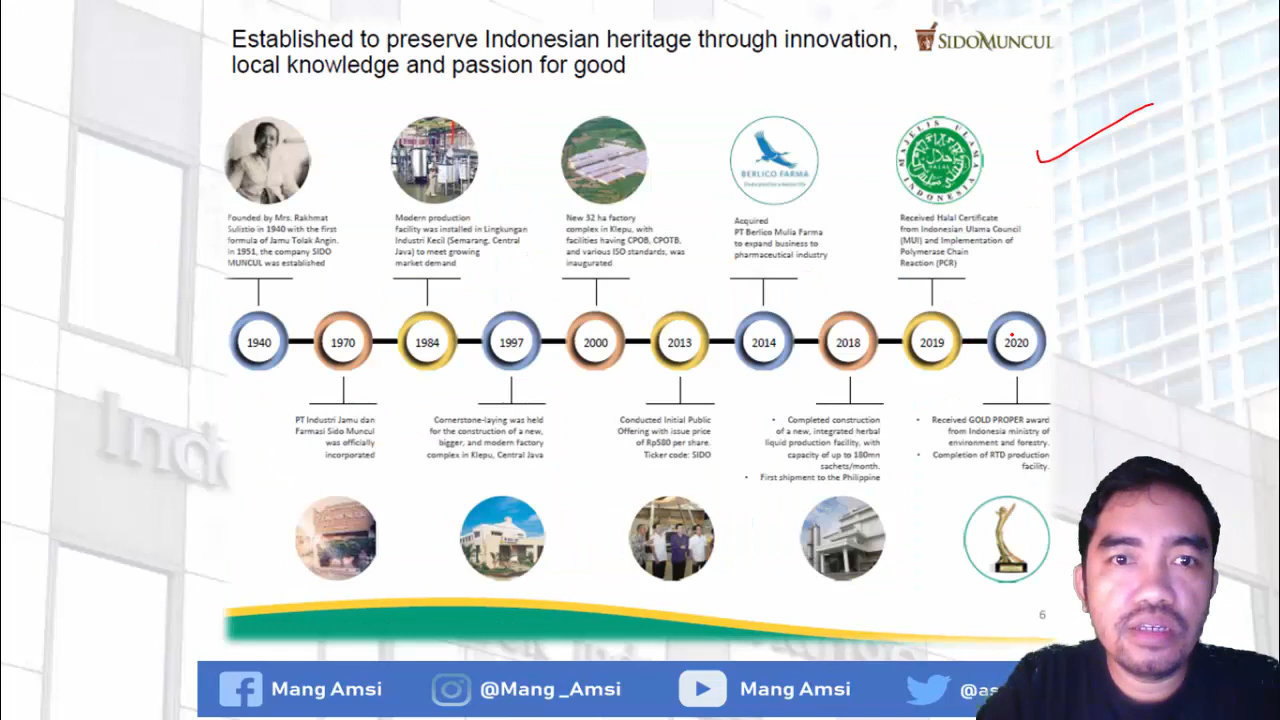 Established to preserve Indonesian heritage through innovation,
local knowledge and passion for good
SIDOMUNCUL
BERLICO FARMA
MAJELIS ULAMA
INDONESIA
حلال
HALAL
Founded by Mrs. Rakhmat
Sulistio in 1940 with the first
formula of Jamu Tolak Angin.
In 1951, the company SIDO
MUNCUL was established
Modern production
facility was installed in Lingkungan
Industri Kecil (Semarang, Central
Java) to meet growing
market demand
New 32 ha factory
complex in Klepu, with
facilities having CPOB, CPOTB,
and various ISO standards, was
inaugurated
Acquired
PT Berlico Mulia Farma
to expand business to
pharmaceutical industry
Received Halal Certificate
from Indonesian Ulama Council
(MUI) and Implementation of
Polymerase Chain
Reaction (PCR)
1940
1970
1984
1997
2000
2013
2014
2018
2019
2020
PT Industri Jamu dan
Farmasi Sido Muncul
was officially
incorporated
Cornerstone-laying was held
for the construction of a new,
bigger, and modern factory
complex in Klepu, Central Java
Conducted Initial Public
Offering with issue price
of Rp580 per share.
Ticker code: SIDO
• Completed construction
of a new, integrated herbal
liquid production facility, with
capacity of up to 180mn
sachets/month.
• First shipment to the Philippine
• Received GOLD PROPER award
from Indonesia ministry of
environment and forestry.
• Completion of RTD production
facility.
6
Mang Amsi
@Mang _Amsi
Mang Amsi
@as